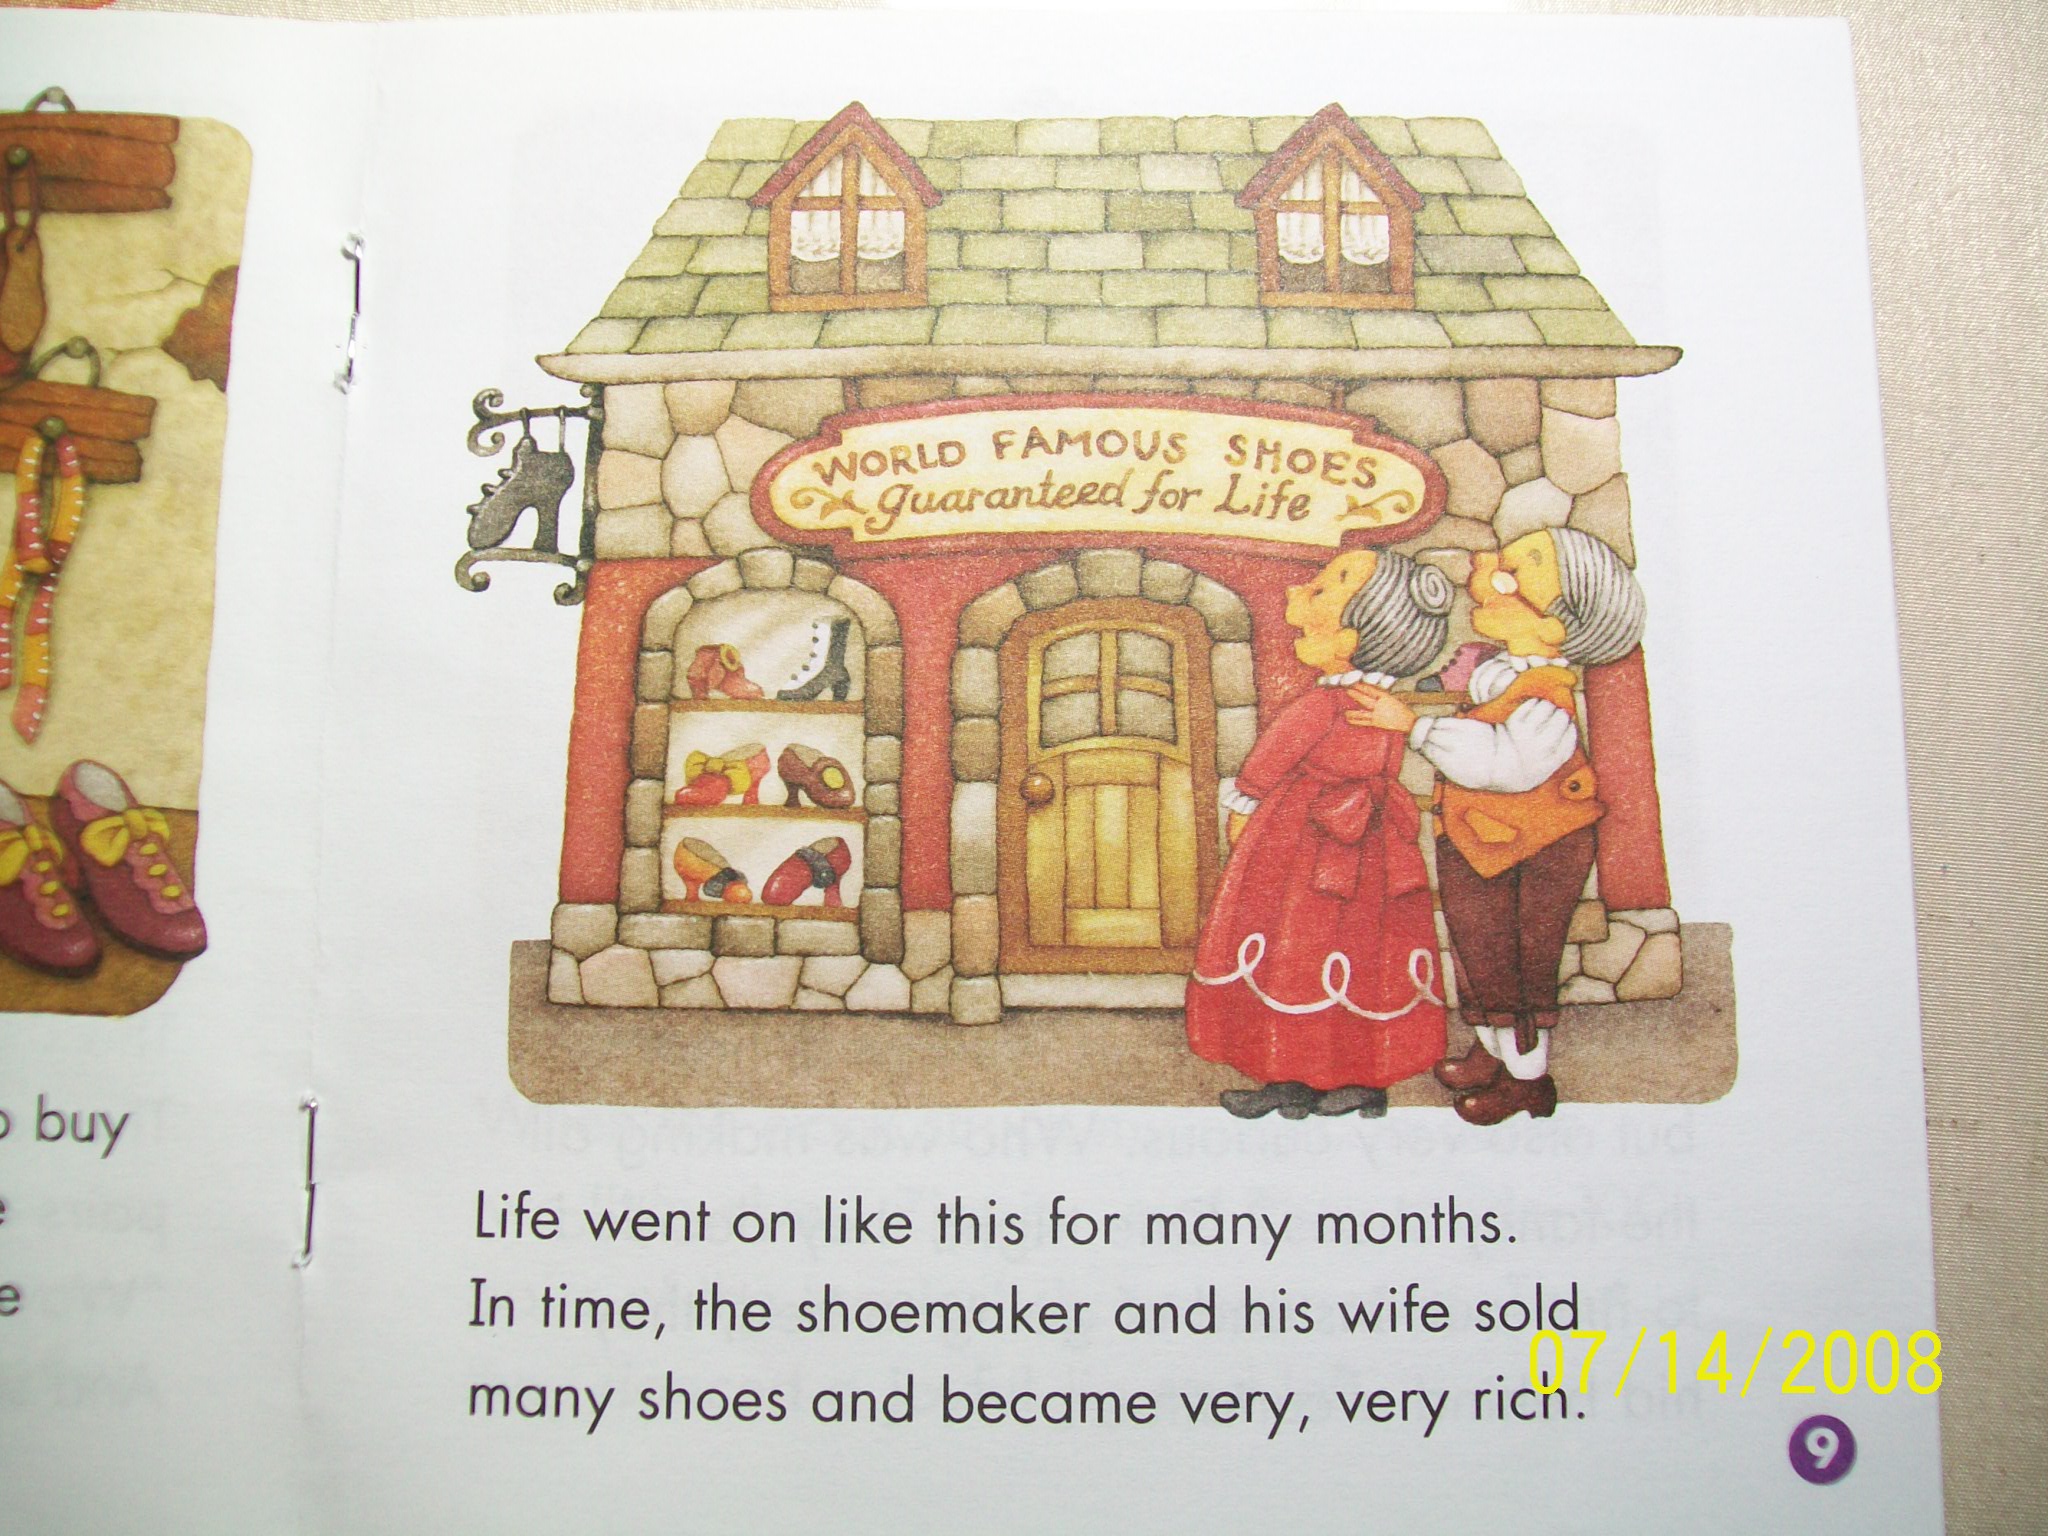 WORLD FAMOUS SHOES
guaranteed for Life
buy
Life went on like this for many months.
In time, the shoemaker and his wife sold
many shoes and became very, very rich.
07/14/2008
9